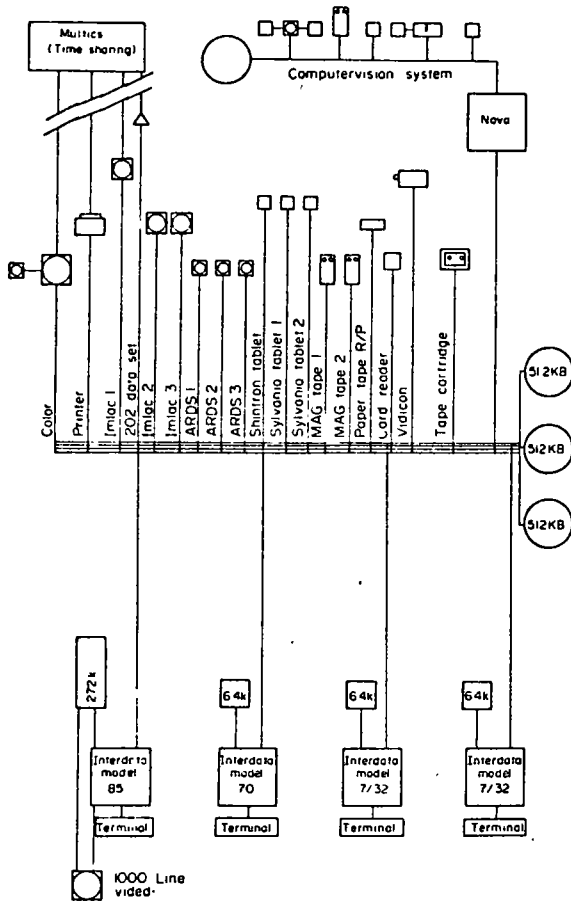 Multics
(Time sharing)
Computervision system
Nova
Color
Printer
Imlac 1
202 data set
Imlac 2
Imlac 3
ARDS 1
ARDS 2
ARDS 3
Shintron tablet
Sylvania tablet 1
Sylvania tablet 2
MAG tape 1
MAG tape 2
Paper tape R/P
Card reader
Vidicon
Tape cartridge
512KB
512KB
512KB
272k
64k
64k
64k
Interdata
model
85
Interdata
model
70
Interdata
model
7/32
Interdata
model
7/32
Terminal
Terminal
Terminal
Terminal
1000 Line
video